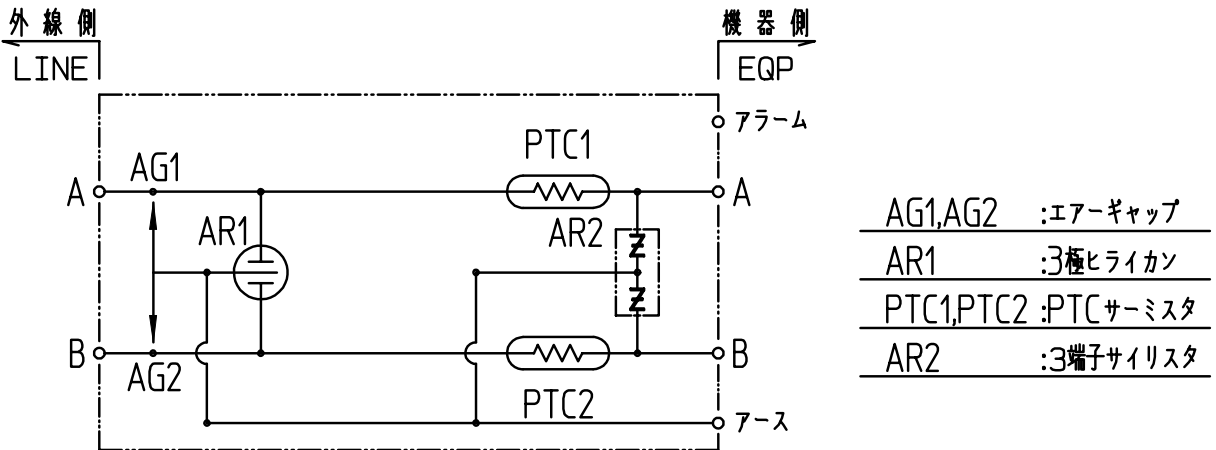 外線側
LINE
機器側
EQP
アラーム
PTC1
AG1
A
A
AR1
AR2
B
B
AG2
PTC2
アース
AG1,AG2 :エアーギャップ
AR1 :3極ヒライカン
PTC1,PTC2 :PTCサーミスタ
AR2 :3端子サイリスタ